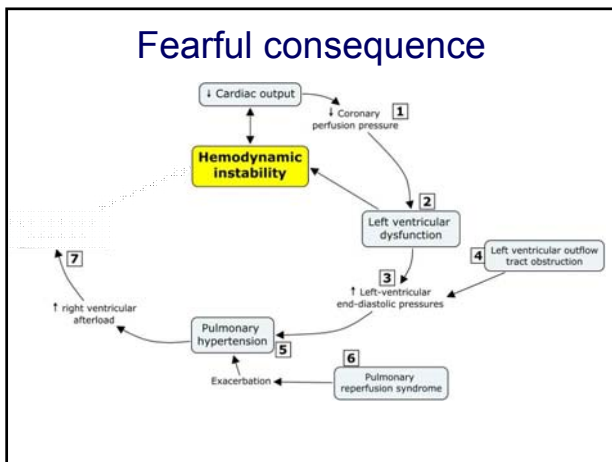 Fearful consequence
↓ Cardiac output
↓ Coronary
perfusion pressure
1
Hemodynamic
instability
2
Left ventricular
dysfunction
4
Left ventricular outflow
tract obstruction
3
↑ Left-ventricular
end-diastolic pressures
7
↑ right ventricular
afterload
Pulmonary
hypertension
5
6
Exacerbation
Pulmonary
reperfusion syndrome